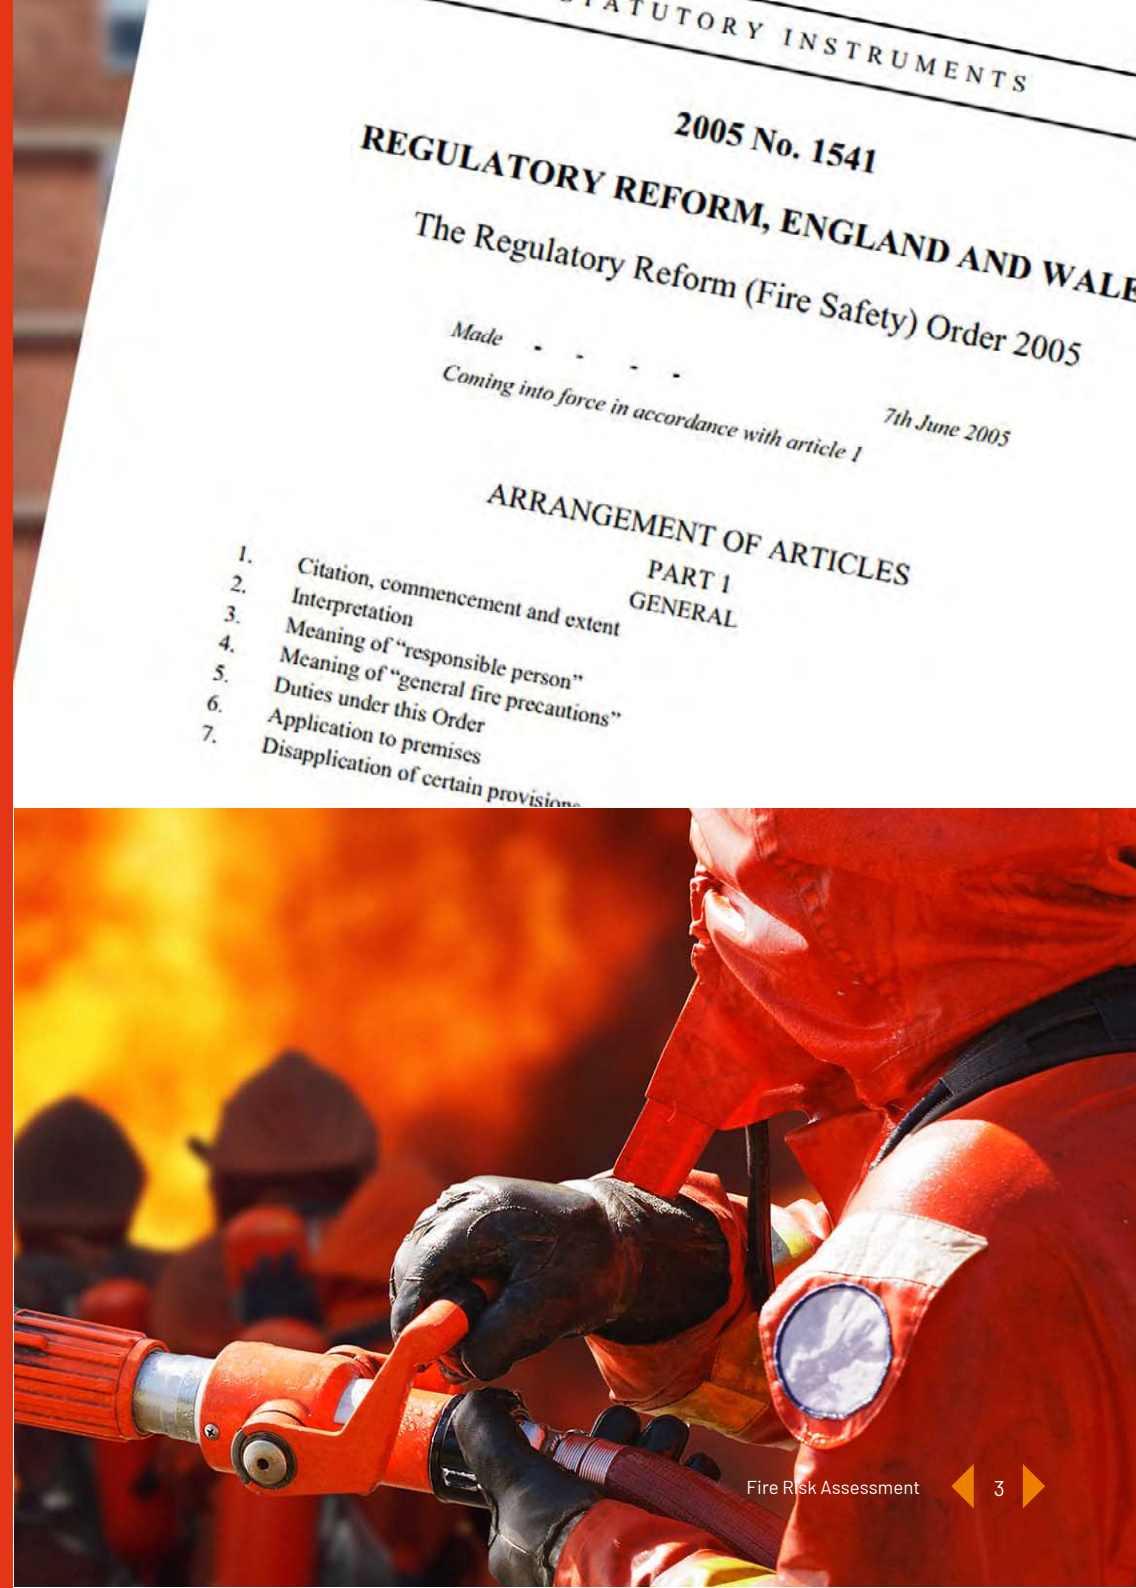 STATUTORY INSTRUMENTS
2005 No. 1541
REGULATORY REFORM, ENGLAND AND WALE
The Regulatory Reform (Fire Safety) Order 2005
Made - - - - 7th June 2005
Coming into force in accordance with article 1
ARRANGEMENT OF ARTICLES
PART 1
GENERAL
1. Citation, commencement and extent
2. Interpretation
3. Meaning of “responsible person”
4. Meaning of “general fire precautions”
5. Duties under this Order
6. Application to premises
7. Disapplication of certain provisions
Fire Risk Assessment 3